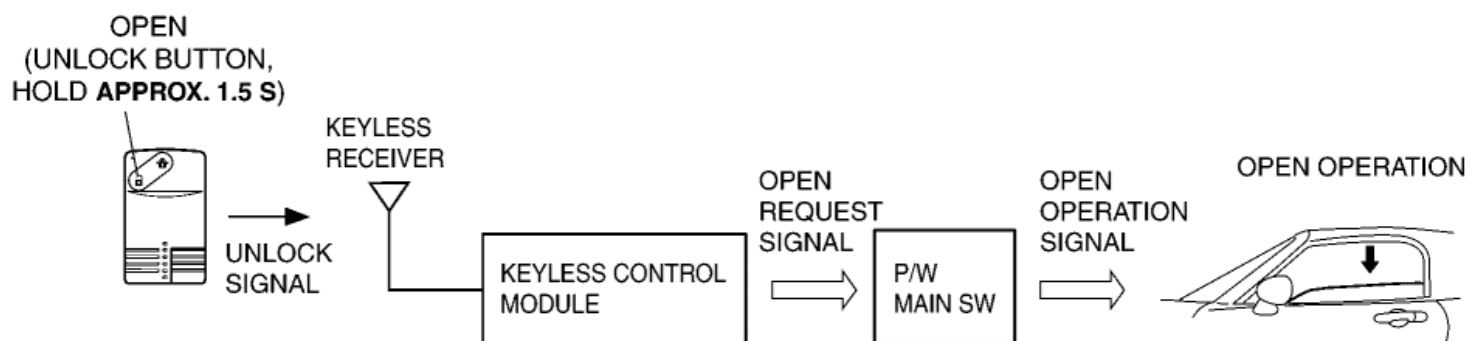 OPEN
(UNLOCK BUTTON,
HOLD APPROX. 1.5 S)
KEYLESS
RECEIVER
UNLOCK
SIGNAL
KEYLESS CONTROL
MODULE
OPEN
REQUEST
SIGNAL
P/W
MAIN SW
OPEN
OPERATION
SIGNAL
OPEN OPERATION